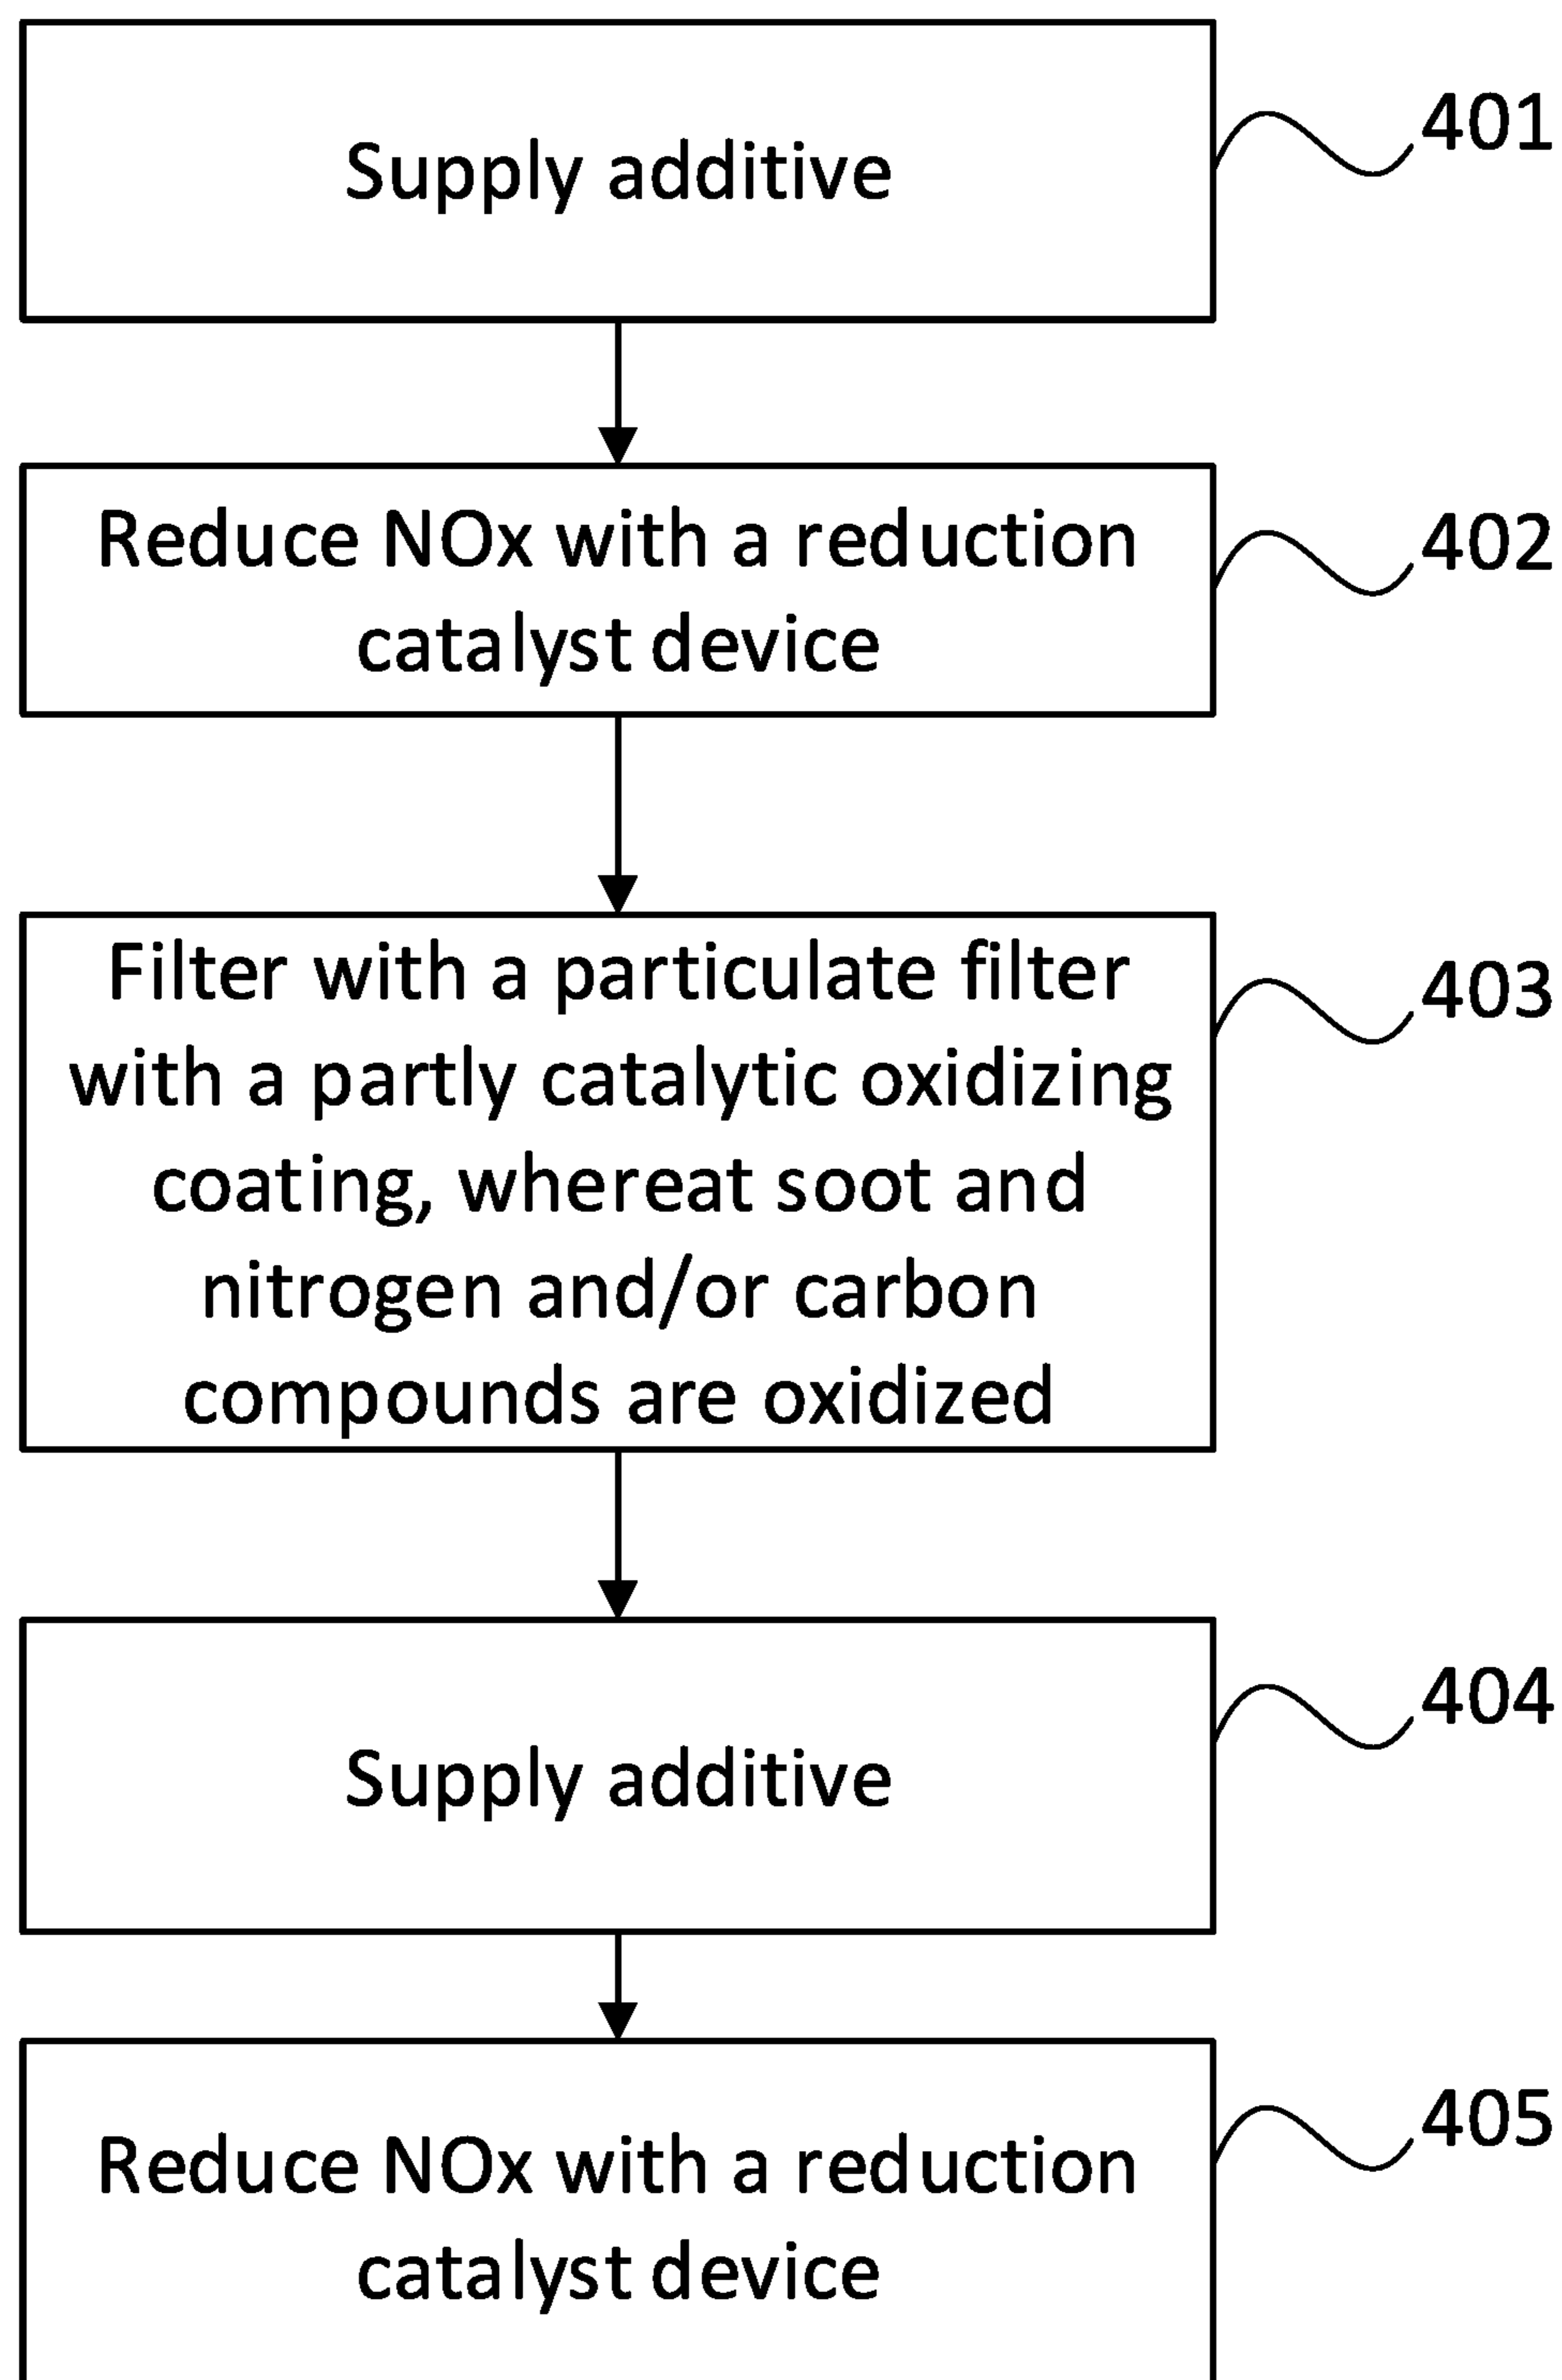 Supply additive
401
Reduce NOx with a reduction
catalyst device
402
Filter with a particulate filter
with a partly catalytic oxidizing
coating, whereat soot and
nitrogen and/or carbon
compounds are oxidized
403
Supply additive
404
Reduce NOx with a reduction
catalyst device
405